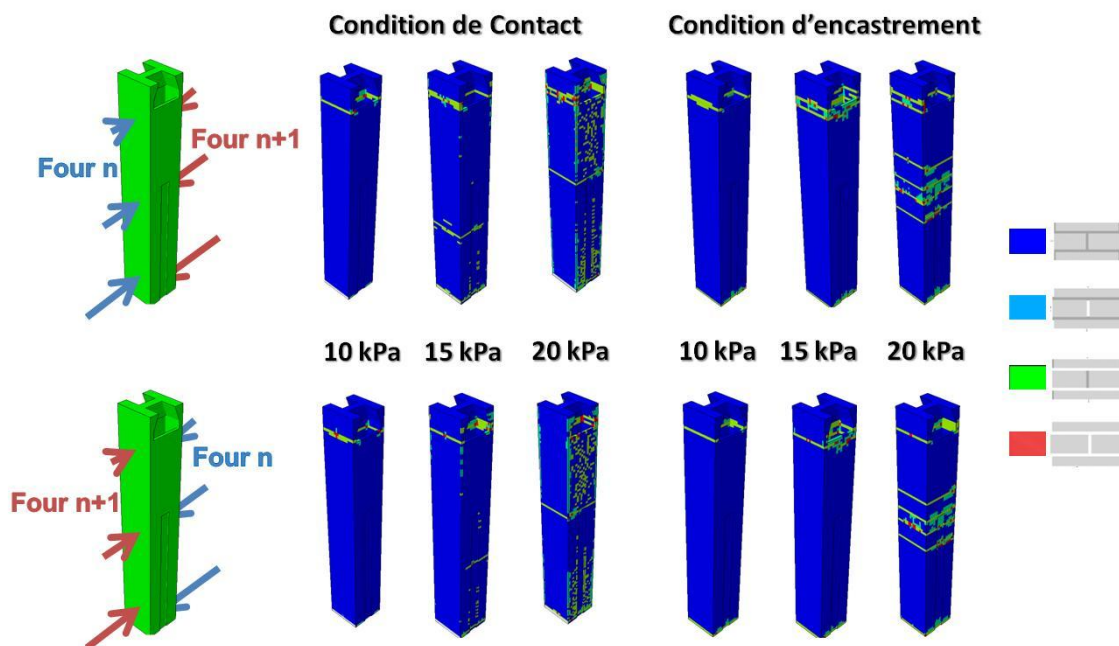 Condition de Contact
Condition d'encastrement
Four n+1
Four n
10 kPa 15 kPa 20 kPa
10 kPa 15 kPa 20 kPa
Four n
Four n+1